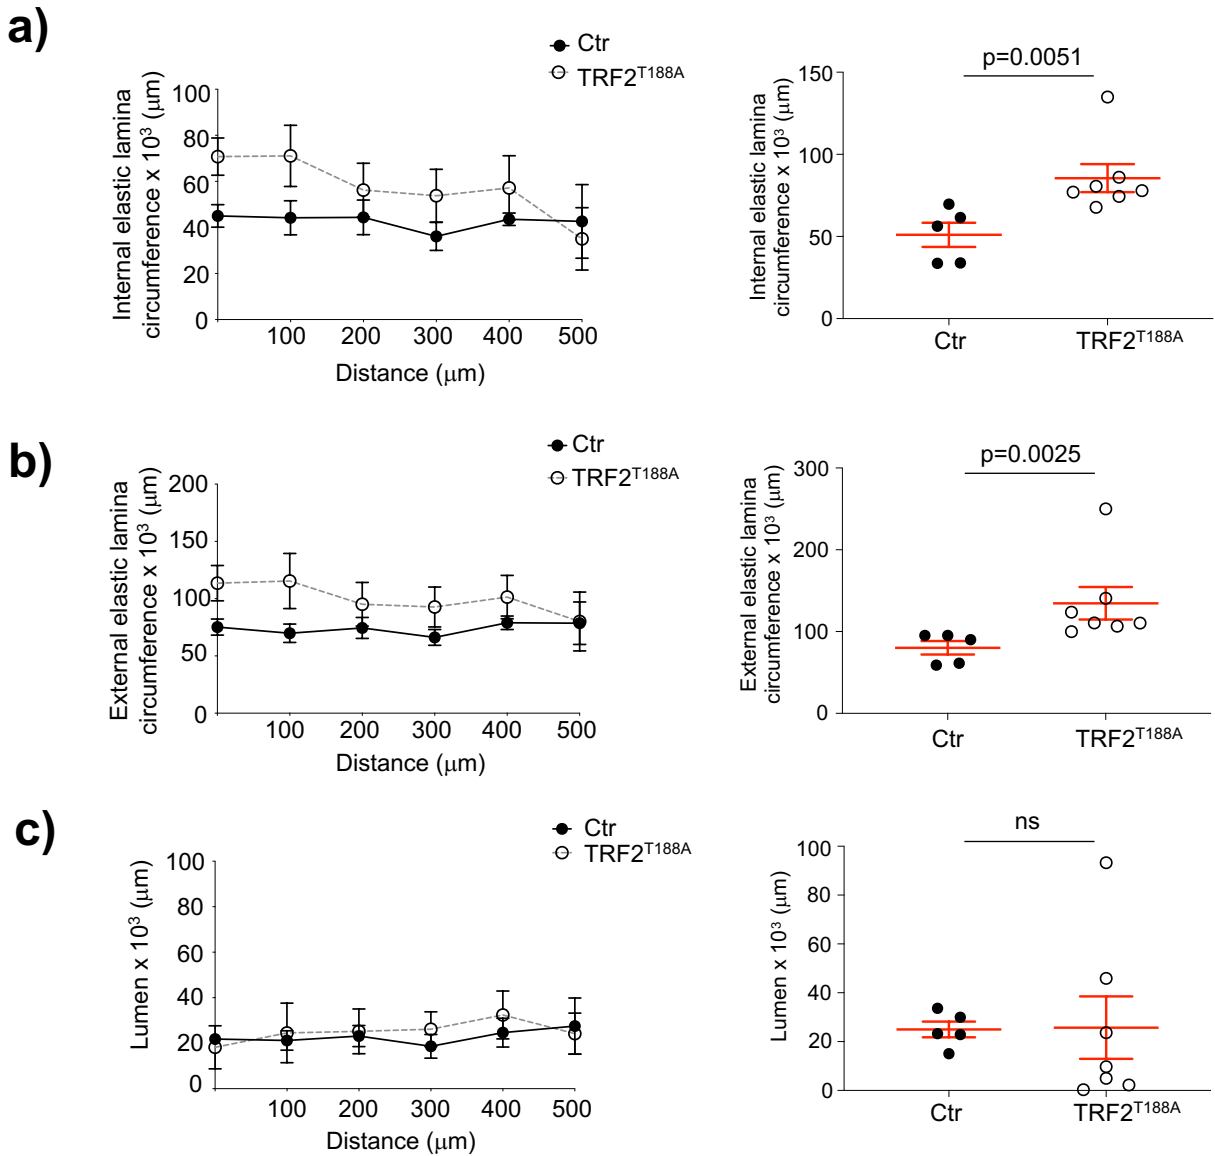 a)
Ctr
TRF2T188A
Internal elastic lamina
circumference x 10³ (μm)
100
80
60
40
20
0
100 200 300 400 500
Distance (μm)
p=0.0051
Internal elastic lamina
circumference x 10³ (μm)
150
100
50
0
Ctr TRF2T188A
b)
Ctr
TRF2T188A
External elastic lamina
circumference x 10³ (μm)
200
150
100
50
0
100 200 300 400 500
Distance (μm)
p=0.0025
External elastic lamina
circumference x 10³ (μm)
300
200
100
0
Ctr TRF2T188A
c)
Ctr
TRF2T188A
Lumen x 10³ (μm)
100
80
60
40
20
0
100 200 300 400 500
Distance (μm)
ns
Lumen x 10³ (μm)
100
80
60
40
20
0
Ctr TRF2T188A